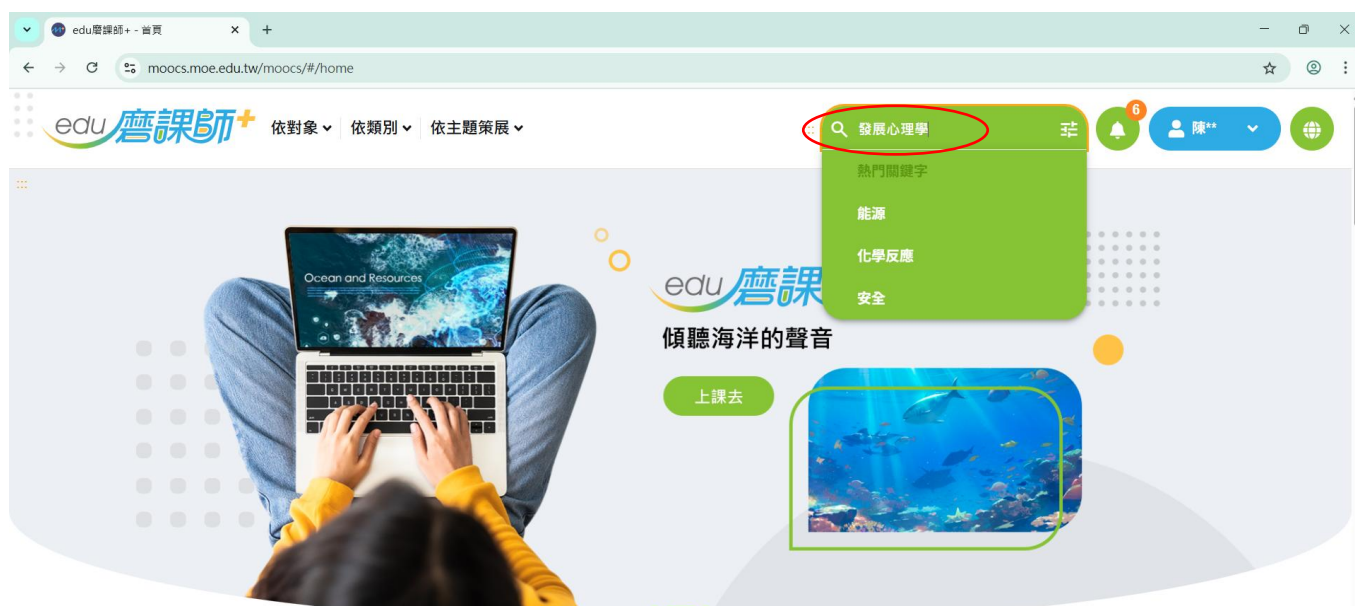 edu磨課師+ - 首頁
moocs.moe.edu.tw/moocs/#/home
edu磨課師+ 依對象 依類別 依主題策展
發展心理學
6
陳**
熱門關鍵字
能源
化學反應
安全
Ocean and Resources
edu磨課
傾聽海洋的聲音
上課去